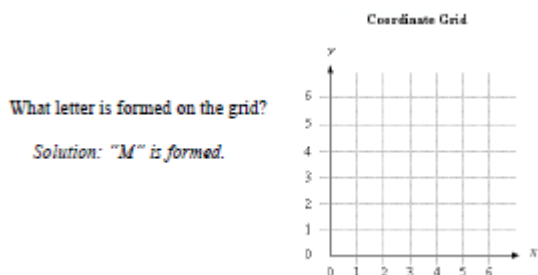 Coordinate Grid
y
What letter is formed on the grid?
Solution: "M" is formed.
6
5
4
3
2
1
0
x
0 1 2 3 4 5 6